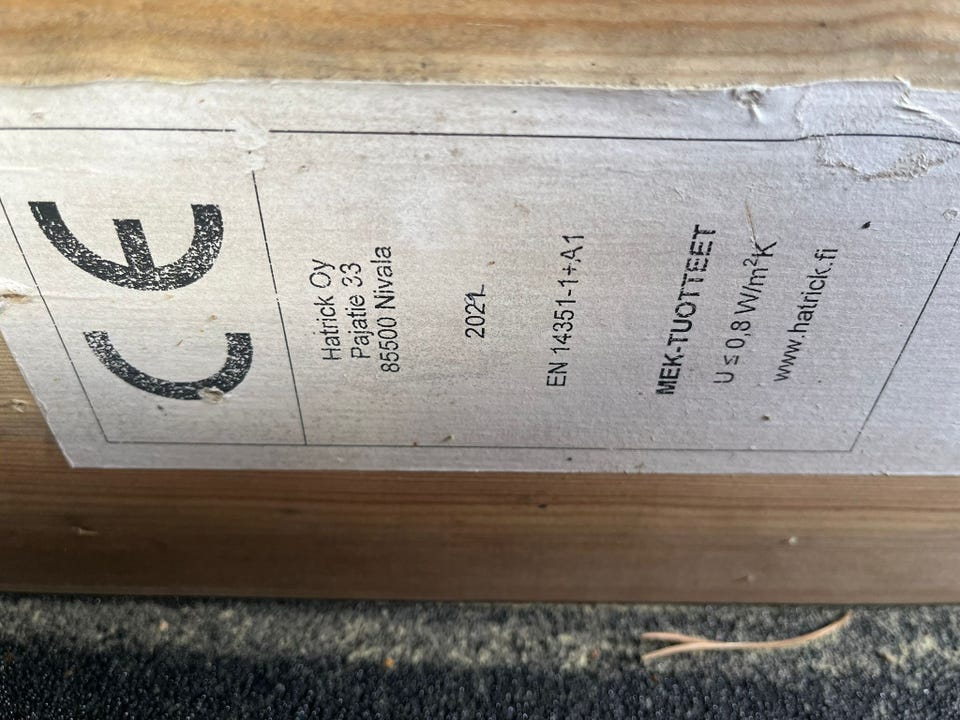 CE
Hatrick Oy
Pajatie 33
85500 Nivala
2021
EN 14351-1+A1
MEK-TUOTTEET
U ≤ 0,8 W/m²K
www.hatrick.fi